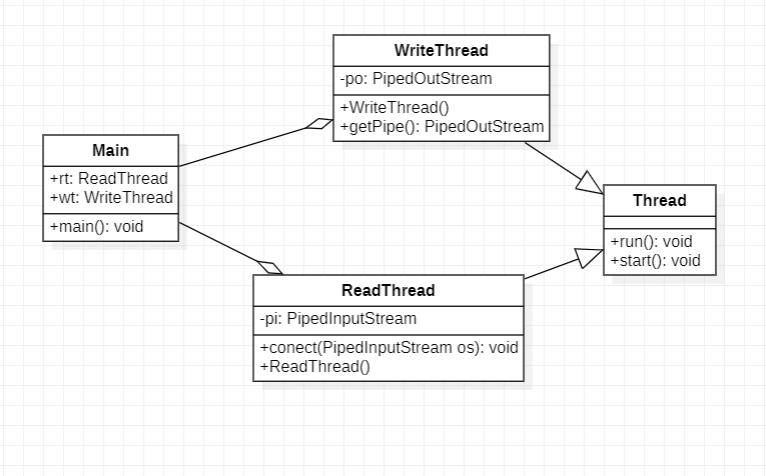 WriteThread
-po: PipedOutStream
+WriteThread()
+getPipe(): PipedOutStream
Main
+rt: ReadThread
+wt: WriteThread
+main(): void
Thread
+run(): void
+start(): void
ReadThread
-pi: PipedInputStream
+conect(PipedInputStream os): void
+ReadThread()